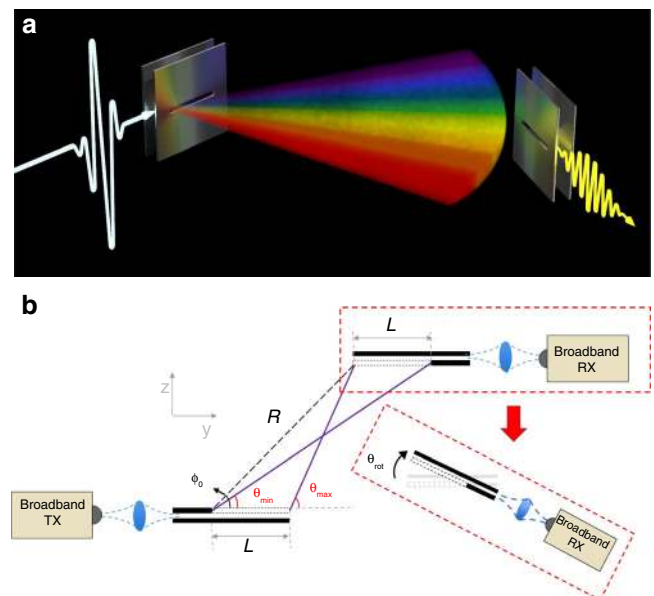 a
b
L
Broadband
RX
z
y
R
θrot
ϕ0
θmin
θmax
Broadband
TX
L
Broadband
RX